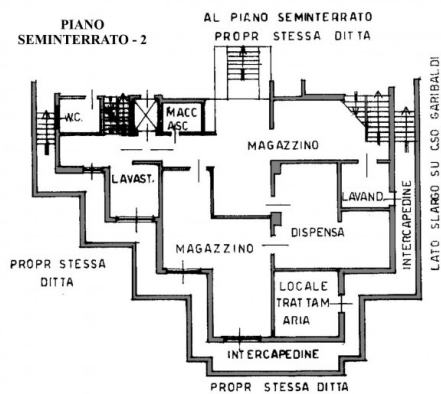 PIANO
SEMINTERRATO - 2
AL PIANO SEMINTERRATO
PROPR STESSA DITTA
W.C.
MACC
ASC
MAGAZZINO
LAVAST.
LAVAND.
DISPENSA
MAGAZZINO
INTERCAPEDINE
LATO SLARGO SU CSO GARIBALDI
PROPR STESSA
DITTA
LOCALE
TRATTAM
ARIA
INTERCAPEDINE
PROPR STESSA DITTA